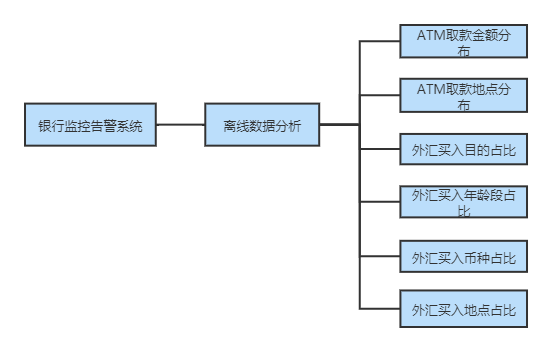 银行监控告警系统
离线数据分析
ATM取款金额分
布
ATM取款地点分
布
外汇买入目的占比
外汇买入年龄段占
比
外汇买入币种占比
外汇买入地点占比